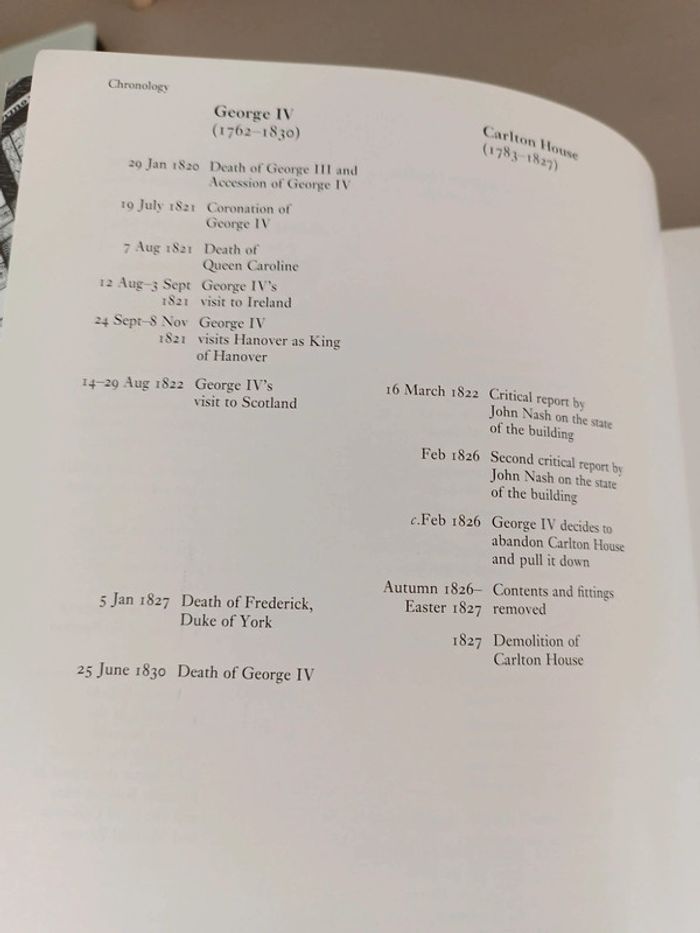 Chronology
George IV
(1762–1830)
29 Jan 1820 Death of George III and
Accession of George IV
19 July 1821 Coronation of
George IV
7 Aug 1821 Death of
Queen Caroline
12 Aug–3 Sept George IV's
1821 visit to Ireland
24 Sept–8 Nov George IV
1821 visits Hanover as King
of Hanover
14–29 Aug 1822 George IV's
visit to Scotland
5 Jan 1827 Death of Frederick,
Duke of York
25 June 1830 Death of George IV
Carlton House
(1783–1827)
16 March 1822 Critical report by
John Nash on the state
of the building
Feb 1826 Second critical report by
John Nash on the state
of the building
c.Feb 1826 George IV decides to
abandon Carlton House
and pull it down
Autumn 1826– Contents and fittings
Easter 1827 removed
1827 Demolition of
Carlton House